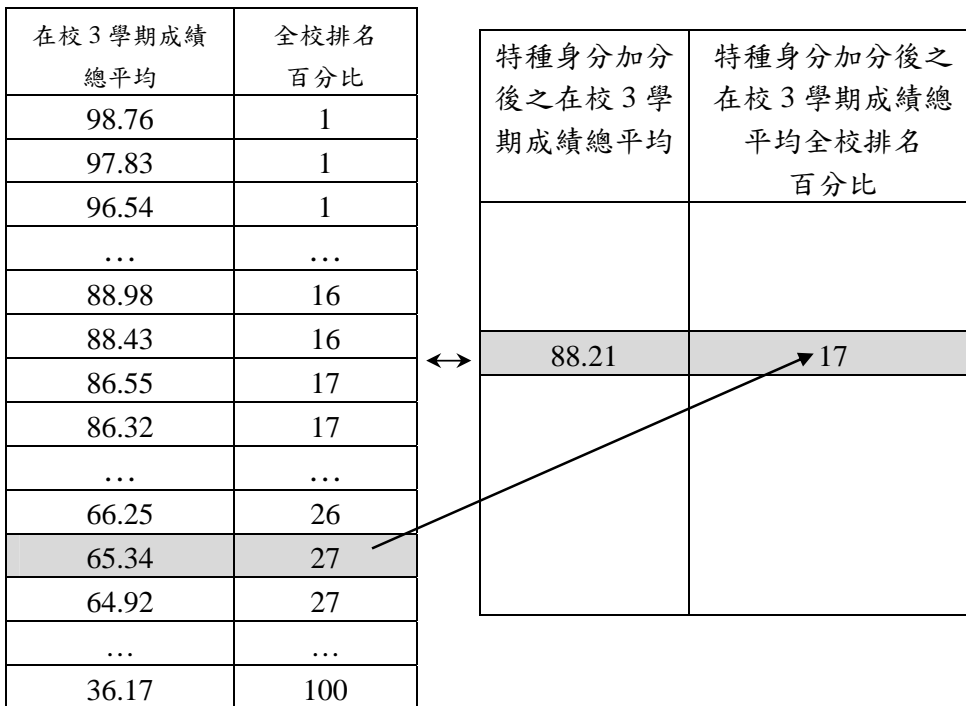 在校 3 學期成績
總平均
全校排名
百分比
98.76 1
97.83 1
96.54 1
… …
88.98 16
88.43 16
86.55 17
86.32 17
… …
66.25 26
65.34 27
64.92 27
… …
36.17 100
特種身分加分
後之在校 3 學
期成績總平均
特種身分加分後之
在校 3 學期成績總
平均全校排名
百分比
88.21 17